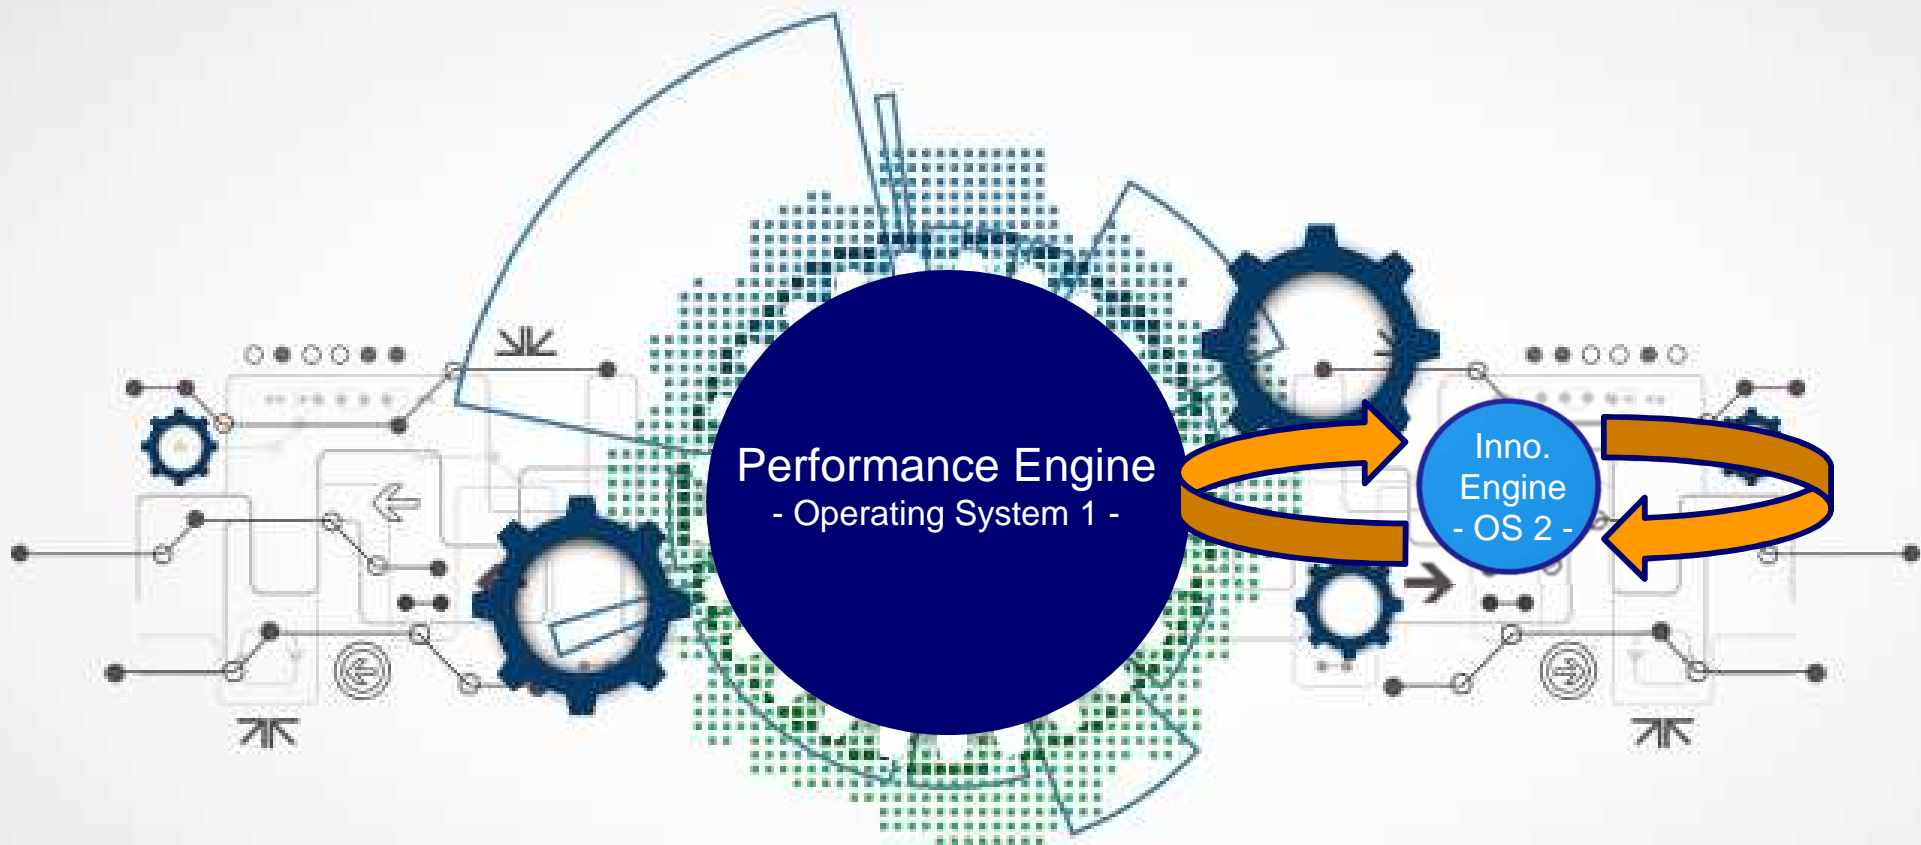 Performance Engine
- Operating System 1 -
Inno.
Engine
- OS 2 -